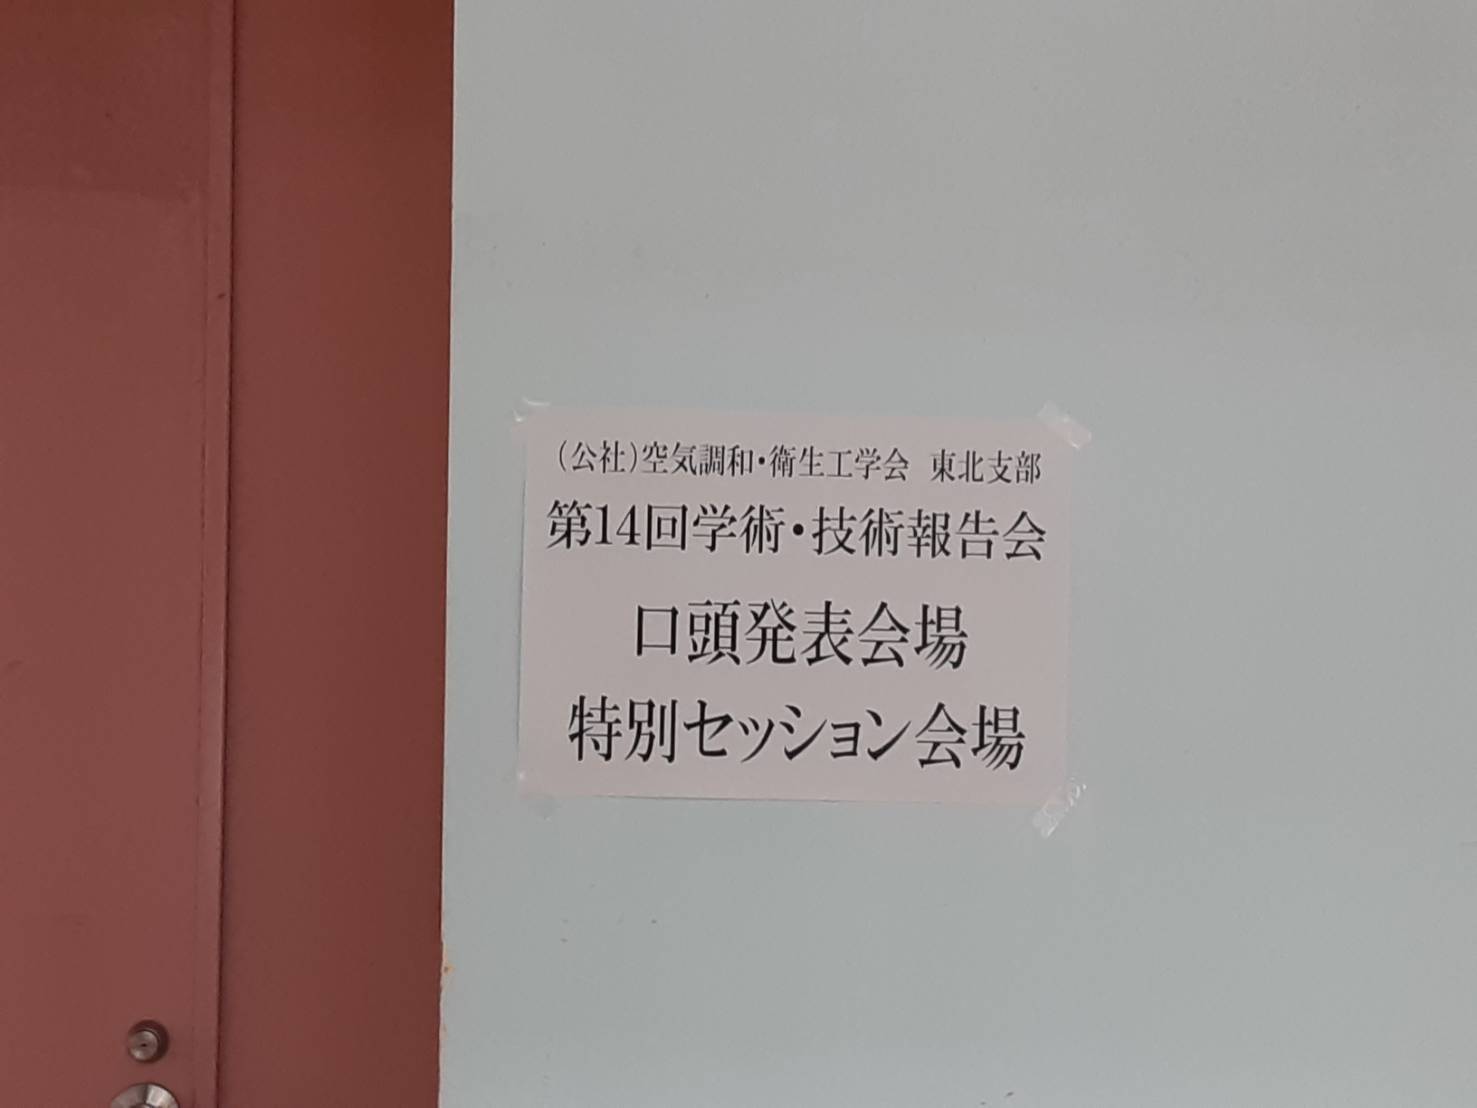 （公社）空気調和・衛生工学会　東北支部
第14回学術・技術報告会
口頭発表会場
特別セッション会場